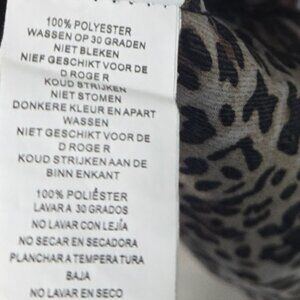 100% POLYESTER
WASSEN OP 30 GRADEN
NIET BLEKEN
NIEF GESCHIKT VOOR DE
D ROGE R
KOUD STRIJKEN
NIET STOMEN
DONKERE KLEUR EN APART
WASSEN
NIET GESCHIKT VOOR DE
D ROGE R
KOUD STRIJKEN AAN DE
BINN ENKANT
100% POLIÉSTER
LAVAR A 30 GRADOS
NO LAVAR CON LEJÍA
NO SECAR EN SECADORA
PLANCHAR A TEMPERATURA
BAJA
NO LAVAR EN SECO